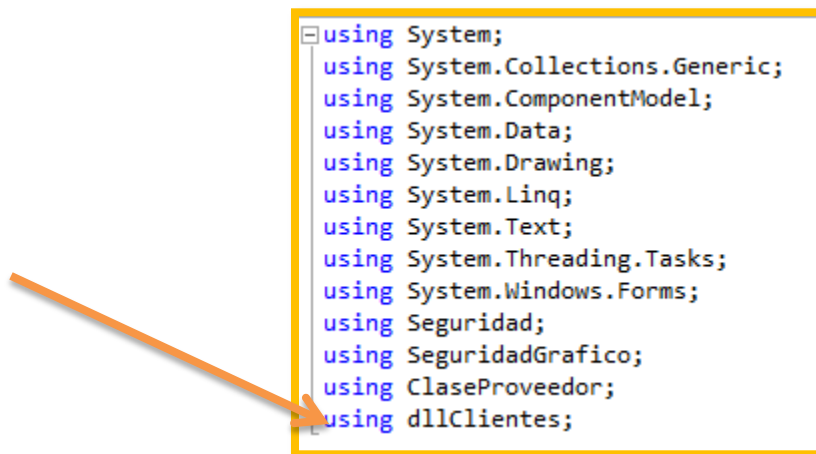 using System;
using System.Collections.Generic;
using System.ComponentModel;
using System.Data;
using System.Drawing;
using System.Linq;
using System.Text;
using System.Threading.Tasks;
using System.Windows.Forms;
using Seguridad;
using SeguridadGrafico;
using ClaseProveedor;
using dllClientes;